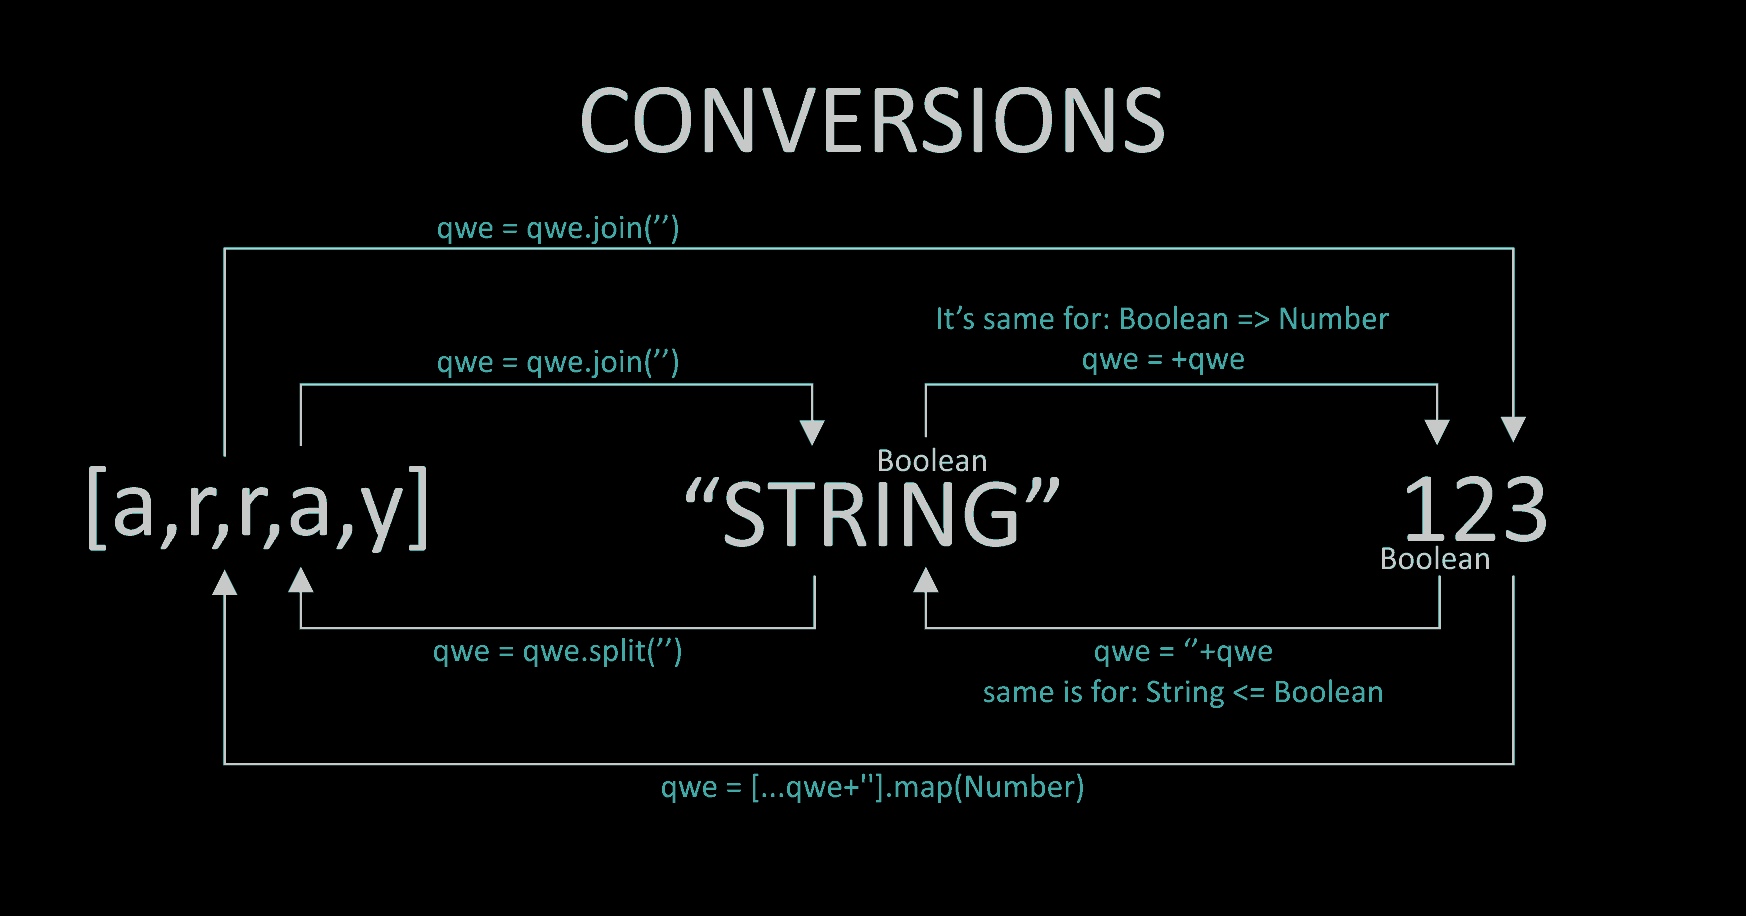 CONVERSIONS
qwe = qwe.join(’’)
It’s same for: Boolean => Number
qwe = +qwe
qwe = qwe.join(’’)
Boolean
[a,r,r,a,y]
“STRING”
123
Boolean
qwe = qwe.split(’’)
qwe = ‘’+qwe
same is for: String <= Boolean
qwe = [...qwe+''].map(Number)